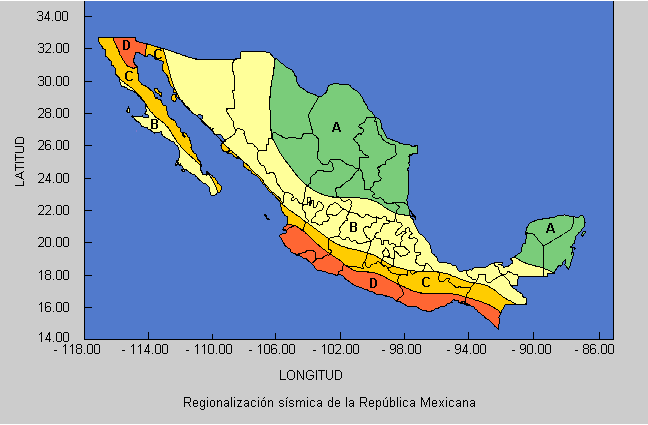 34.00
32.00
30.00
28.00
26.00
24.00
22.00
20.00
18.00
16.00
14.00
LATITUD
D
C
C
B
A
B
A
D
C
- 118.00 - 114.00 - 110.00 - 106.00 - 102.00 - 98.00 - 94.00 - 90.00 - 86.00
LONGITUD
Regionalización sísmica de la República Mexicana